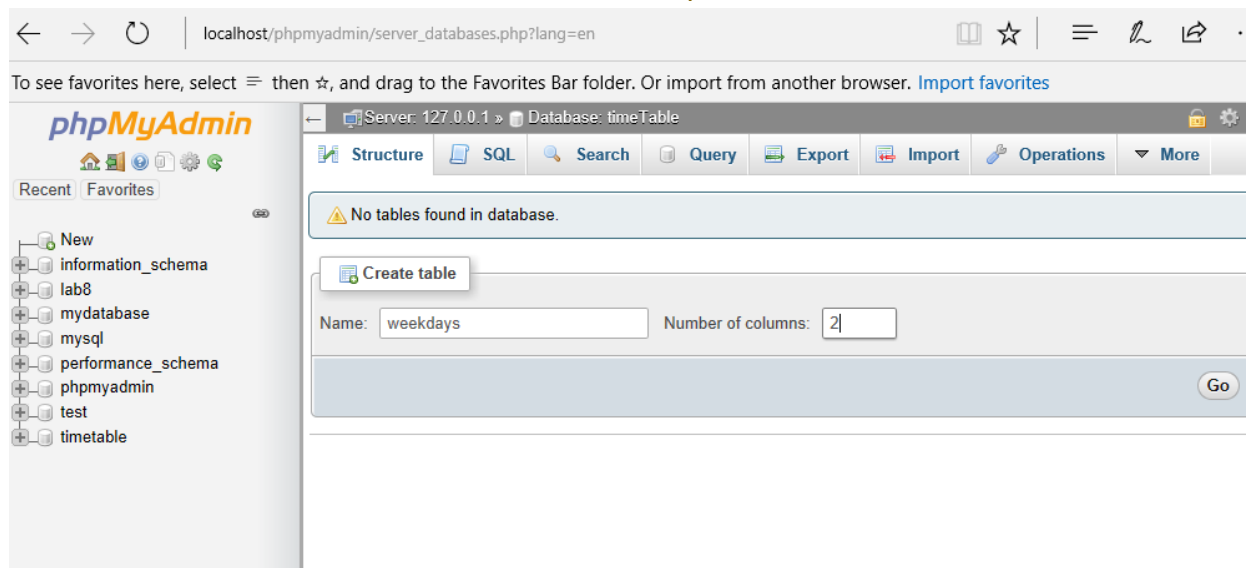 localhost/phpmyadmin/server_databases.php?lang=en
To see favorites here, select ≡ then ☆, and drag to the Favorites Bar folder. Or import from another browser. Import favorites
phpMyAdmin
Recent Favorites
New
information_schema
lab8
mydatabase
mysql
performance_schema
phpmyadmin
test
timetable
Server: 127.0.0.1 » Database: timeTable
Structure SQL Search Query Export Import Operations More
No tables found in database.
Create table
Name: weekdays Number of columns: 2
Go